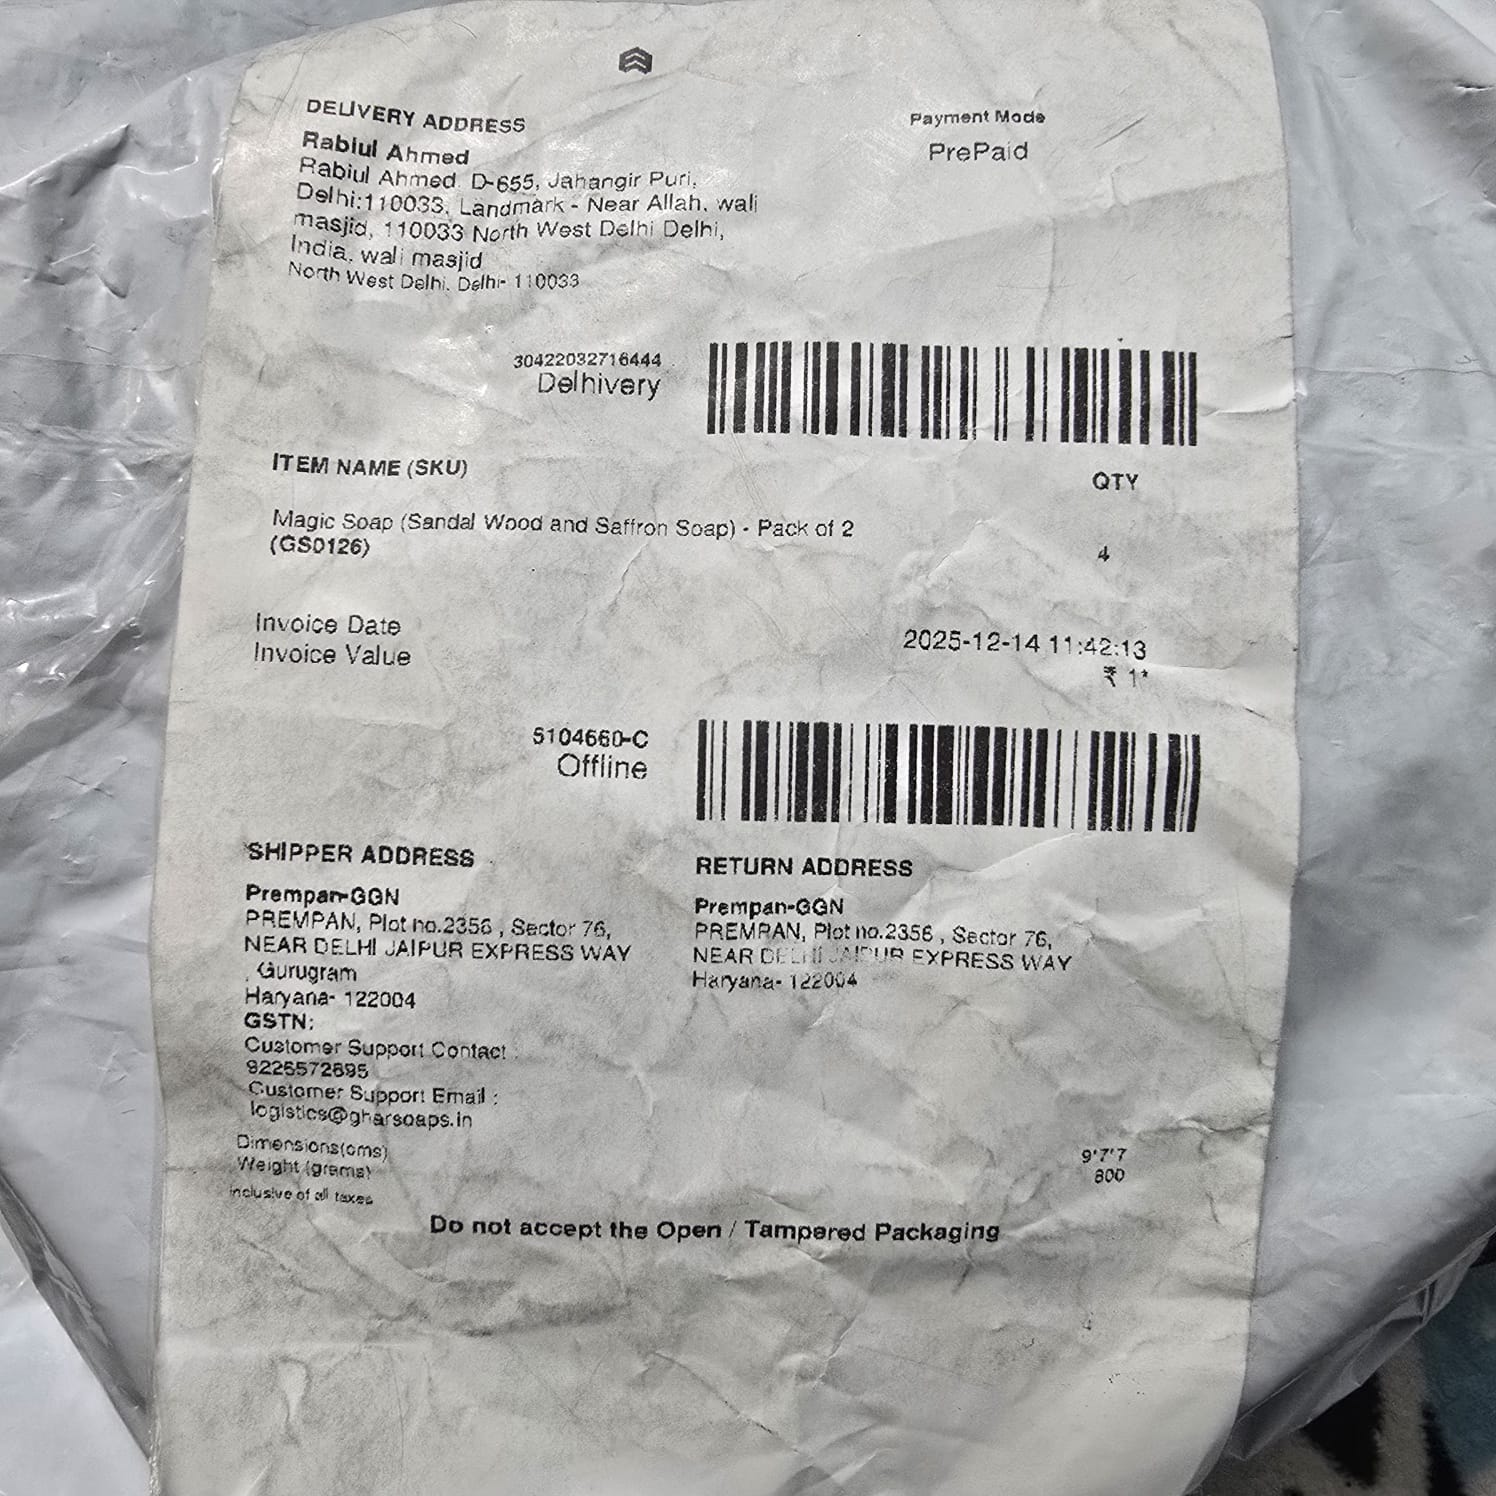 DELIVERY ADDRESS
Payment Mode
Rabiul Ahmed
PrePaid
Rabiul Ahmed, D-655, Jahangir Puri,
Delhi:110033, Landmark - Near Allah, wali
masjid, 110033 North West Delhi Delhi,
India, wali masjid
North West Delhi, Delhi- 110033
30422032716444
Delhivery
ITEM NAME (SKU)
QTY
Magic Soap (Sandal Wood and Saffron Soap) - Pack of 2
(GS0126)
4
Invoice Date
2025-12-14 11:42:13
Invoice Value
₹ 1*
5104660-C
Offline
SHIPPER ADDRESS
Prempan-GGN
PREMPAN, Plot no.2356 , Sector 76,
NEAR DELHI JAIPUR EXPRESS WAY
, Gurugram
Haryana- 122004
GSTN:
Customer Support Contact :
9226572695
Customer Support Email :
logistics@gharsoaps.in
RETURN ADDRESS
Prempan-GGN
PREMPAN, Plot no.2356 , Sector 76,
NEAR DELHI JAIPUR EXPRESS WAY
Haryana- 122004
Dimensions(cms)
9*7*7
Weight (grams)
800
inclusive of all taxes
Do not accept the Open / Tampered Packaging